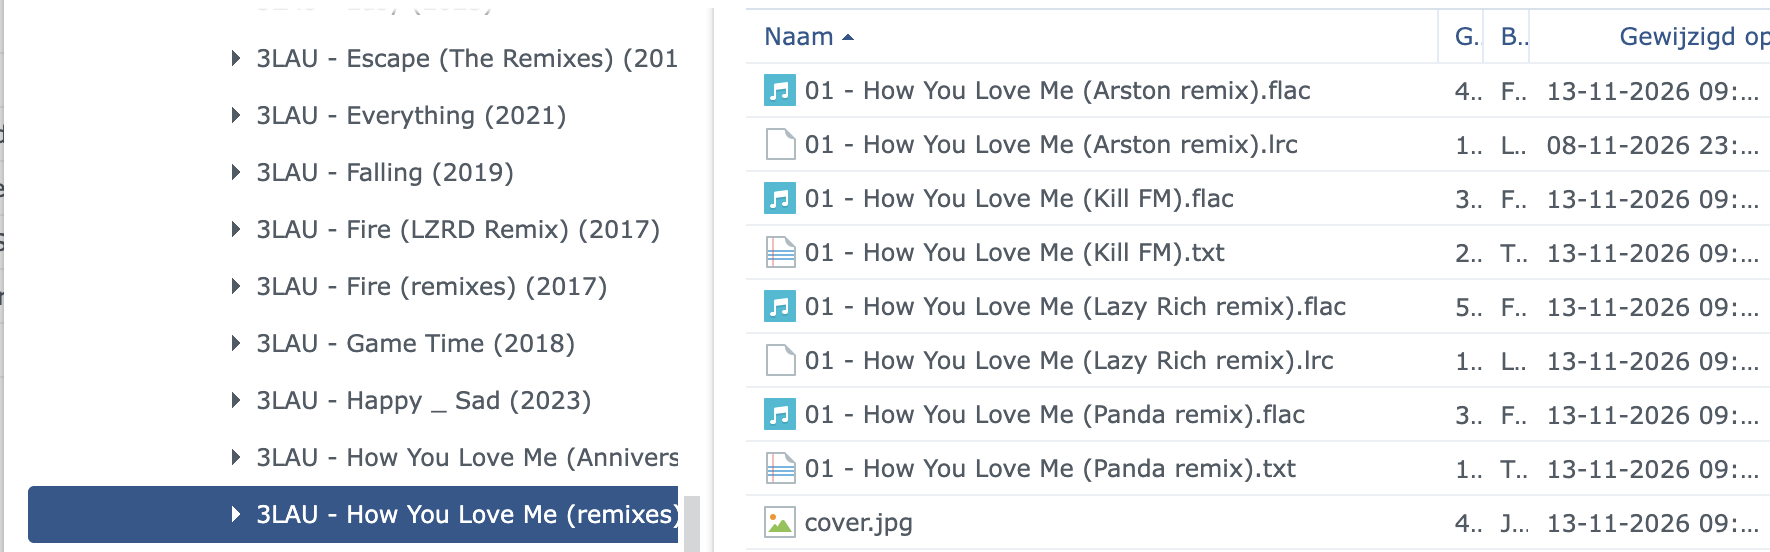 3LAU - Escape (The Remixes) (201
3LAU - Everything (2021)
3LAU - Falling (2019)
3LAU - Fire (LZRD Remix) (2017)
3LAU - Fire (remixes) (2017)
3LAU - Game Time (2018)
3LAU - Happy _ Sad (2023)
3LAU - How You Love Me (Annivers
3LAU - How You Love Me (remixes)
Naam G. B.. Gewijzigd op
01 - How You Love Me (Arston remix).flac 4.. F.. 13-11-2026 09:...
01 - How You Love Me (Arston remix).lrc 1.. L.. 08-11-2026 23:...
01 - How You Love Me (Kill FM).flac 3.. F.. 13-11-2026 09:...
01 - How You Love Me (Kill FM).txt 2.. T.. 13-11-2026 09:...
01 - How You Love Me (Lazy Rich remix).flac 5.. F.. 13-11-2026 09:...
01 - How You Love Me (Lazy Rich remix).lrc 1.. L.. 13-11-2026 09:...
01 - How You Love Me (Panda remix).flac 3.. F.. 13-11-2026 09:...
01 - How You Love Me (Panda remix).txt 1.. T.. 13-11-2026 09:...
cover.jpg 4.. J... 13-11-2026 09:...